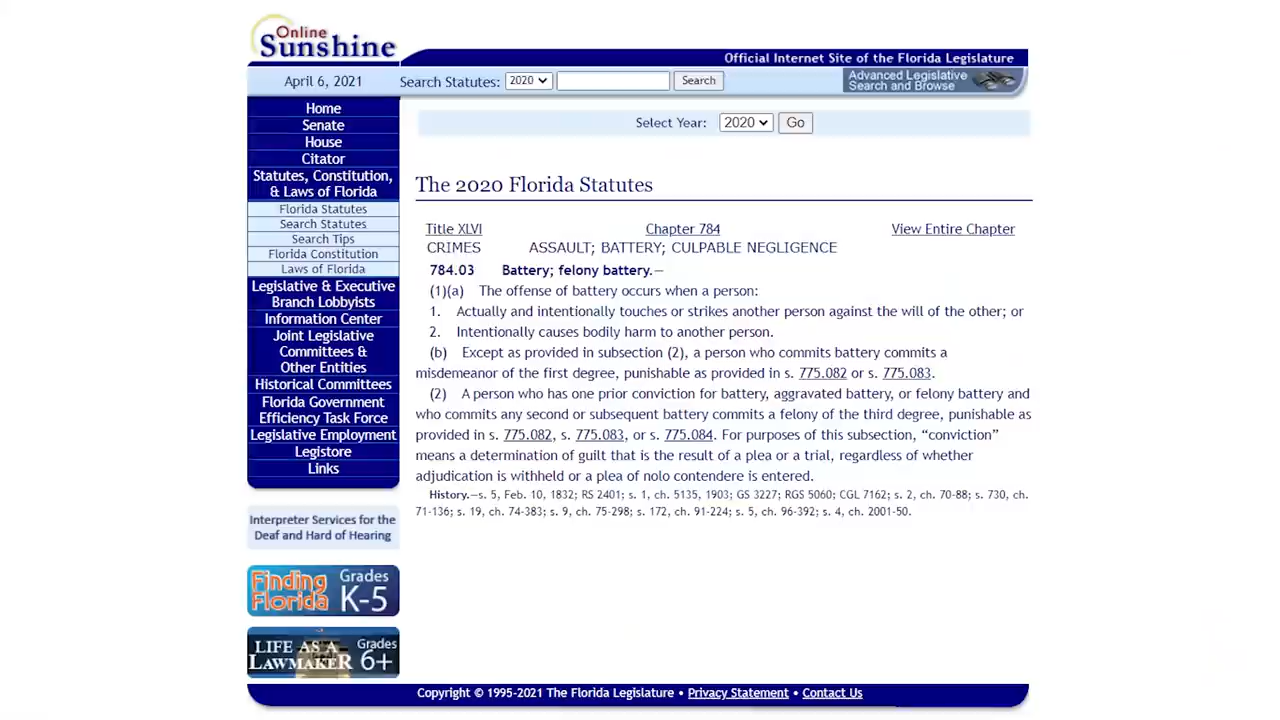 Online
Sunshine
Official Internet Site of the Florida Legislature
April 6, 2021
Search Statutes: 2020 Search
Advanced Legislative
Search and Browse
Home
Senate
House
Citator
Statutes, Constitution,
& Laws of Florida
Florida Statutes
Search Statutes
Search Tips
Florida Constitution
Laws of Florida
Legislative & Executive
Branch Lobbyists
Information Center
Joint Legislative
Committees &
Other Entities
Historical Committees
Florida Government
Efficiency Task Force
Legislative Employment
Legistore
Links
Interpreter Services for the
Deaf and Hard of Hearing
Finding
Florida
Grades
K-5
LIFE AS A
LAWMAKER
Grades
6+
Select Year: 2020 Go
The 2020 Florida Statutes
Title XLVI Chapter 784 View Entire Chapter
CRIMES ASSAULT; BATTERY; CULPABLE NEGLIGENCE
784.03 Battery; felony battery.—
(1)(a) The offense of battery occurs when a person:
1. Actually and intentionally touches or strikes another person against the will of the other; or
2. Intentionally causes bodily harm to another person.
(b) Except as provided in subsection (2), a person who commits battery commits a
misdemeanor of the first degree, punishable as provided in s. 775.082 or s. 775.083.
(2) A person who has one prior conviction for battery, aggravated battery, or felony battery and
who commits any second or subsequent battery commits a felony of the third degree, punishable as
provided in s. 775.082, s. 775.083, or s. 775.084. For purposes of this subsection, “conviction”
means a determination of guilt that is the result of a plea or a trial, regardless of whether
adjudication is withheld or a plea of nolo contendere is entered.
History.—s. 5, Feb. 10, 1832; RS 2401; s. 1, ch. 5135, 1903; GS 3227; RGS 5060; CGL 7162; s. 2, ch. 70-88; s. 730, ch.
71-136; s. 19, ch. 74-383; s. 9, ch. 75-298; s. 172, ch. 91-224; s. 5, ch. 96-392; s. 4, ch. 2001-50.
Copyright © 1995-2021 The Florida Legislature • Privacy Statement • Contact Us